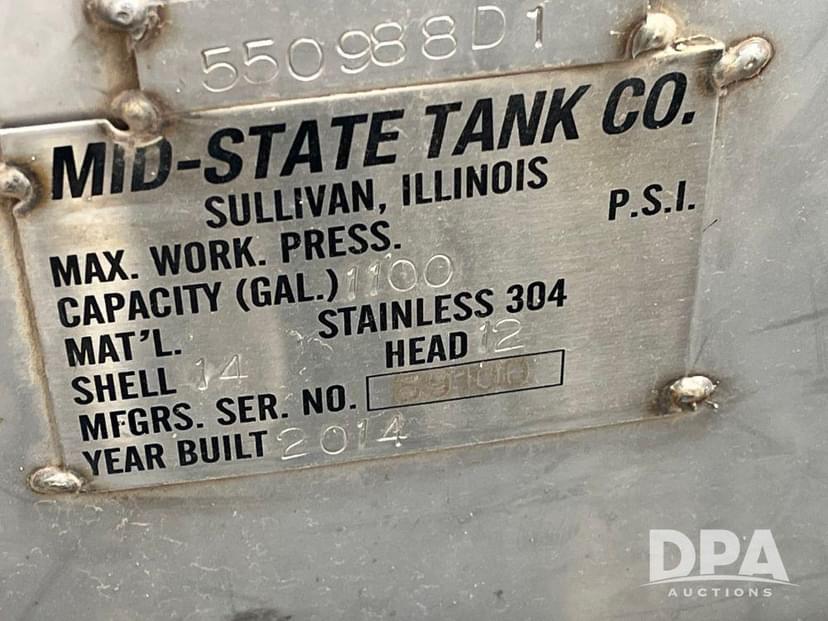 550988D1
MID-STATE TANK CO.
SULLIVAN, ILLINOIS
MAX. WORK. PRESS. P.S.I.
CAPACITY (GAL.) 1100
MAT'L. STAINLESS 304
SHELL 14 HEAD 12
MFGRS. SER. NO.
YEAR BUILT 2014
DPA
AUCTIONS